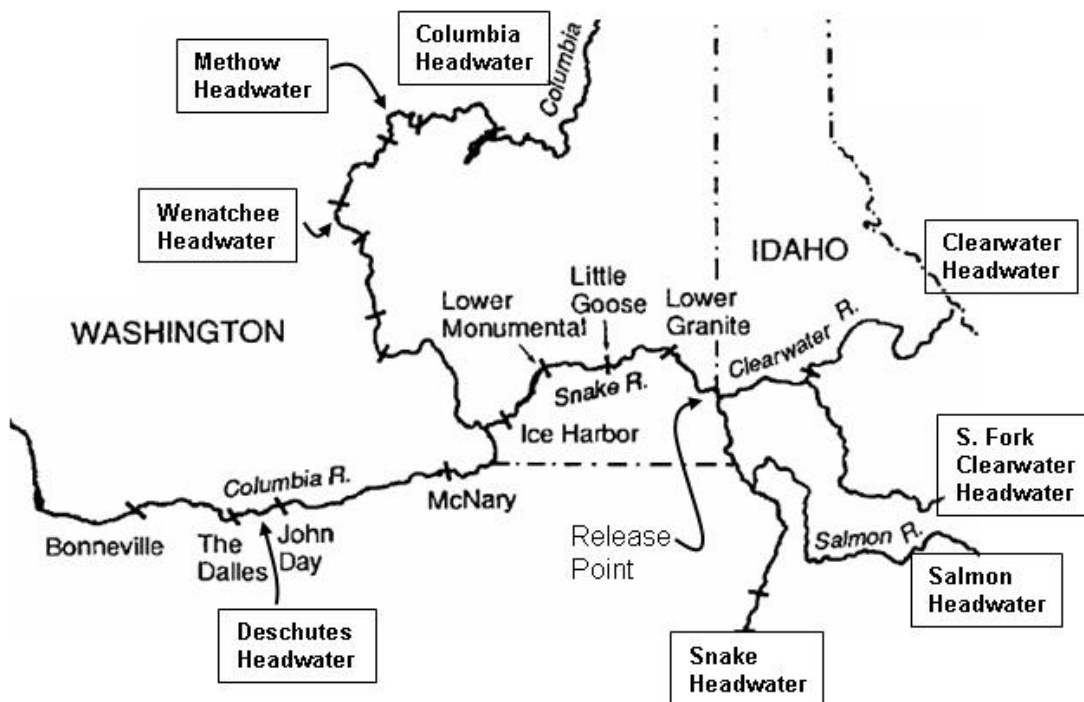 Columbia
Headwater
Methow
Headwater
Columbia
Wenatchee
Headwater
IDAHO
Clearwater
Headwater
Little
Goose
Lower
Monumental
Lower
Granite
WASHINGTON
Clearwater R.
Snake R.
Ice Harbor
S. Fork
Clearwater
Headwater
Columbia R.
McNary
Bonneville
The
Dalles
John
Day
Release
Point
Salmon R.
Salmon
Headwater
Deschutes
Headwater
Snake
Headwater